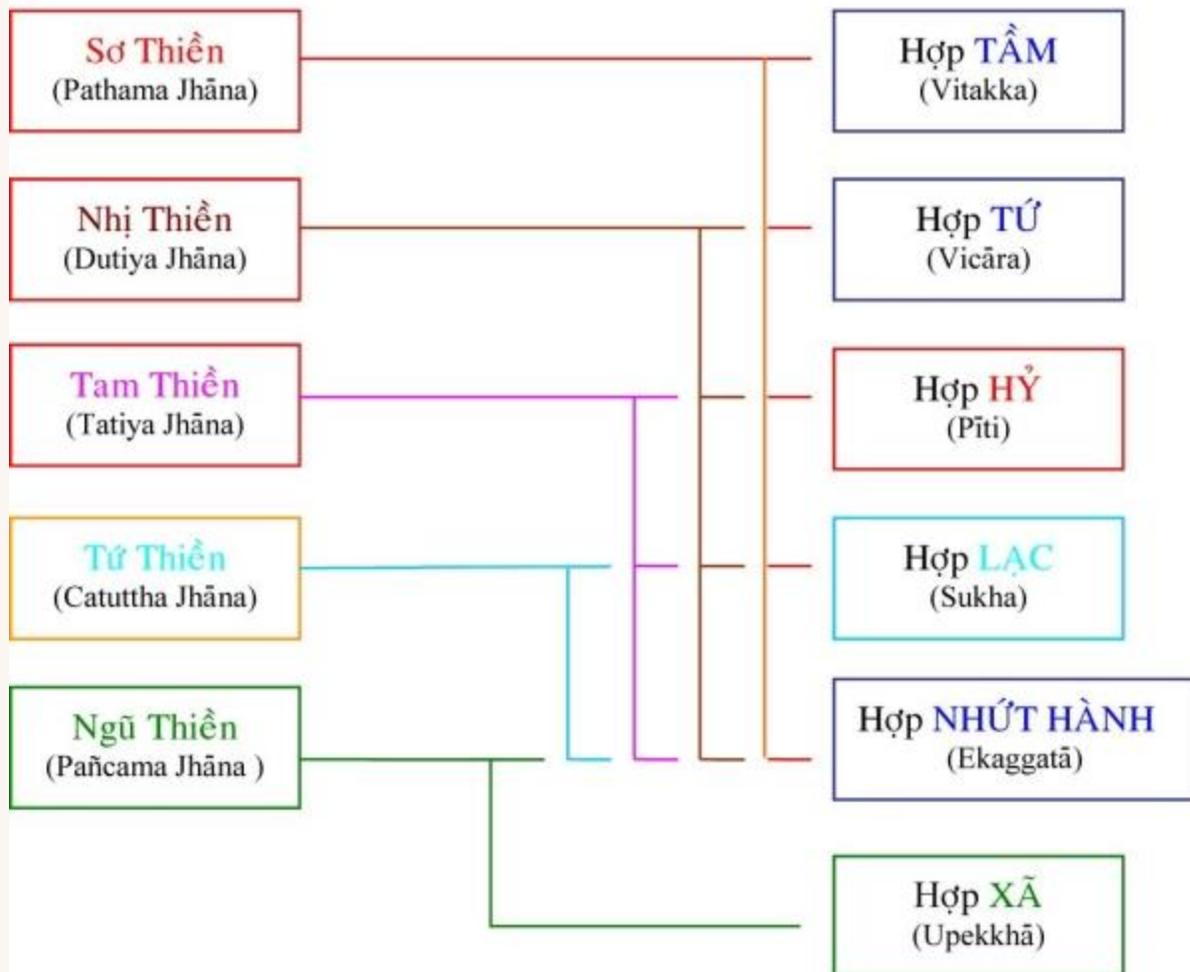 Sơ Thiền
(Pathama Jhāna)
Hợp TẦM
(Vitakka)
Nhị Thiền
(Dutiya Jhāna)
Hợp TỨ
(Vicāra)
Tam Thiền
(Tatiya Jhāna)
Hợp HỶ
(Pīti)
Tứ Thiền
(Catuttha Jhāna)
Hợp LẠC
(Sukha)
Ngũ Thiền
(Pañcama Jhāna )
Hợp NHỨT HÀNH
(Ekaggatā)
Hợp XÃ
(Upekkhā)